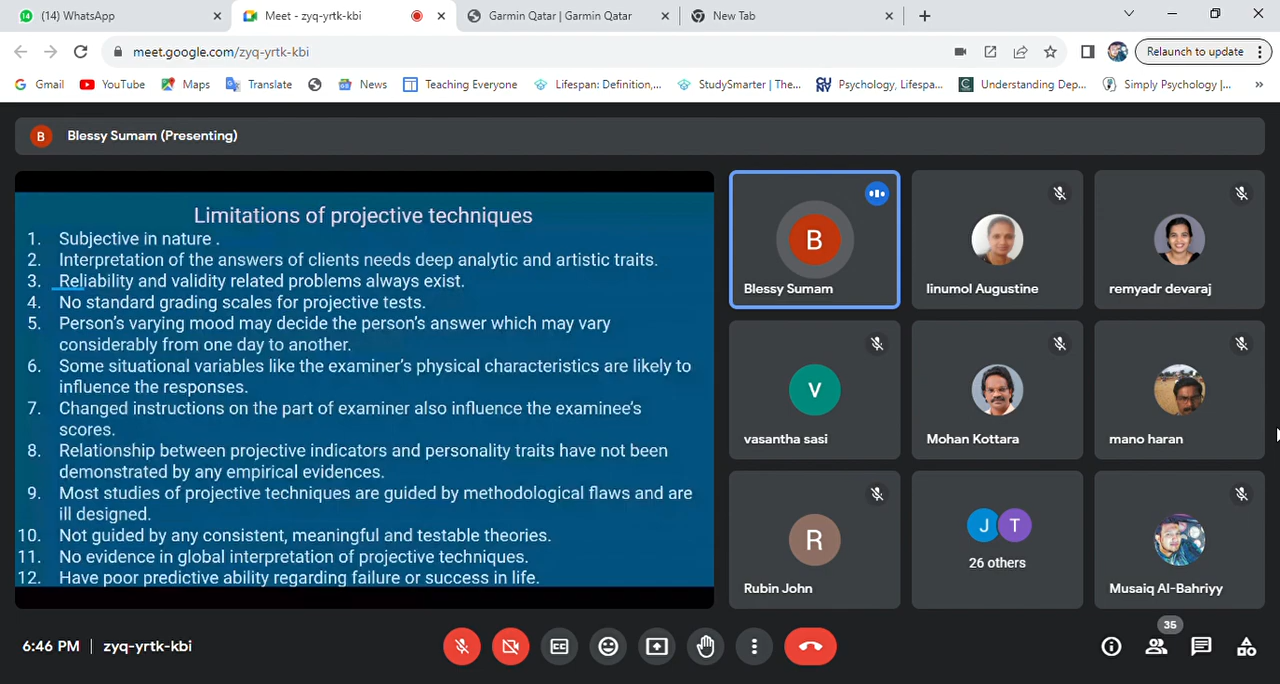 (14) WhatsApp
Meet - zyq-yrtk-kbi
Garmin Qatar | Garmin Qatar
New Tab
meet.google.com/zyq-yrtk-kbi
Relaunch to update
Gmail
YouTube
Maps
Translate
News
Teaching Everyone
Lifespan: Definition,...
StudySmarter | The...
Psychology, Lifespa...
Understanding Dep...
Simply Psychology |...
B
Blessy Sumam (Presenting)
Limitations of projective techniques
1. Subjective in nature .
2. Interpretation of the answers of clients needs deep analytic and artistic traits.
3. Reliability and validity related problems always exist.
4. No standard grading scales for projective tests.
5. Person's varying mood may decide the person's answer which may vary
considerably from one day to another.
6. Some situational variables like the examiner's physical characteristics are likely to
influence the responses.
7. Changed instructions on the part of examiner also influence the examinee's
scores.
8. Relationship between projective indicators and personality traits have not been
demonstrated by any empirical evidences.
9. Most studies of projective techniques are guided by methodological flaws and are
ill designed.
10. Not guided by any consistent, meaningful and testable theories.
11. No evidence in global interpretation of projective techniques.
12. Have poor predictive ability regarding failure or success in life.
B
Blessy Sumam
linumol Augustine
remyadr devaraj
V
vasantha sasi
Mohan Kottara
mano haran
R
Rubin John
J T
26 others
Musaiq Al-Bahriyy
6:46 PM | zyq-yrtk-kbi
35